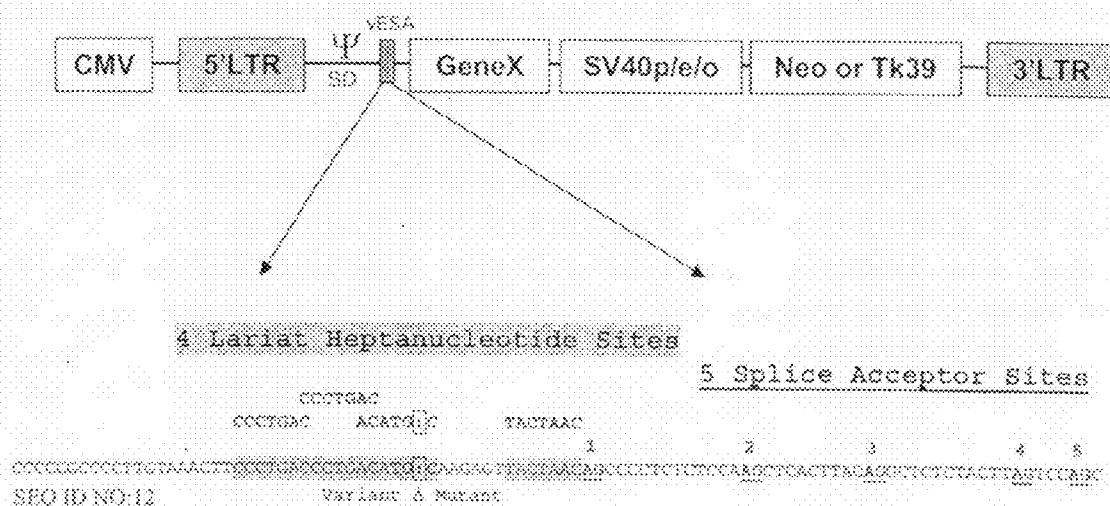 vESA
Ψ
CMV 5'LTR SD GeneX SV40p/e/o Neo or Tk39 3'LTR
4 Lariat Heptanucleotide Sites
5 Splice Acceptor Sites
CCCTGAC
CCCTGAC TACTAAC
1 2 3 4 5
SEQ ID NO:12 Variant Δ Mutant